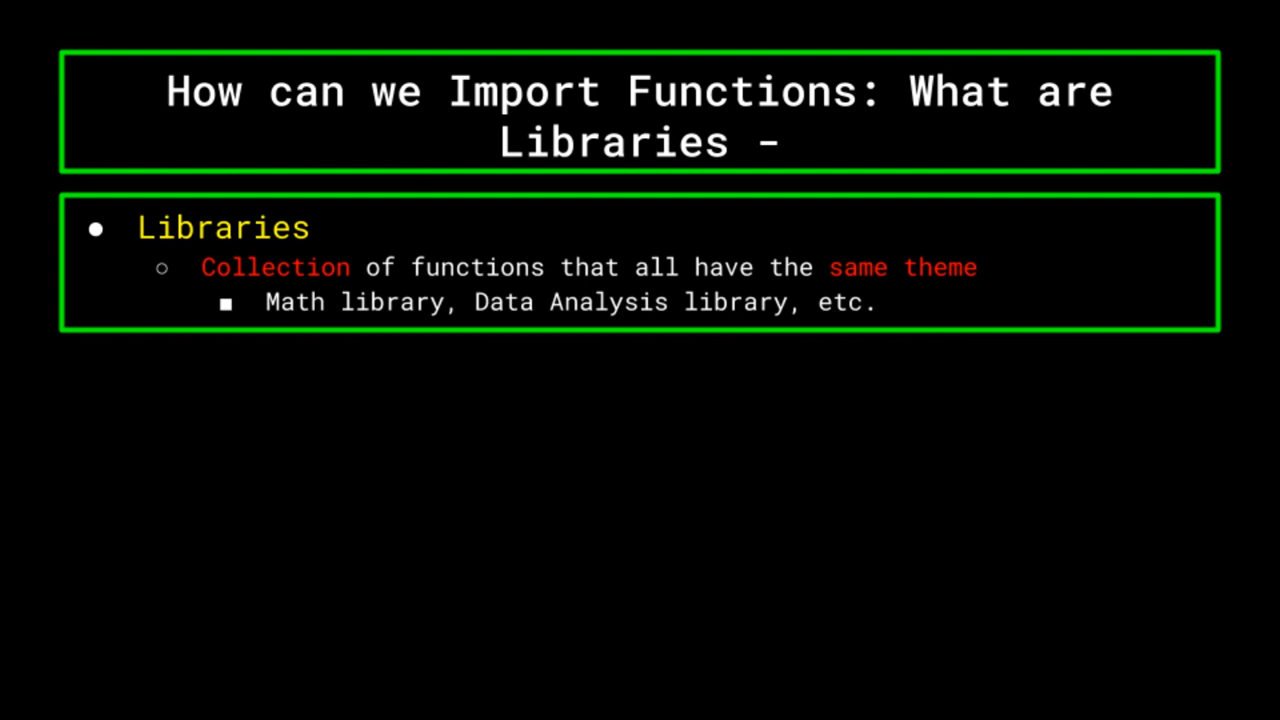 How can we Import Functions: What are
Libraries -
● Libraries
○ Collection of functions that all have the same theme
■ Math library, Data Analysis library, etc.